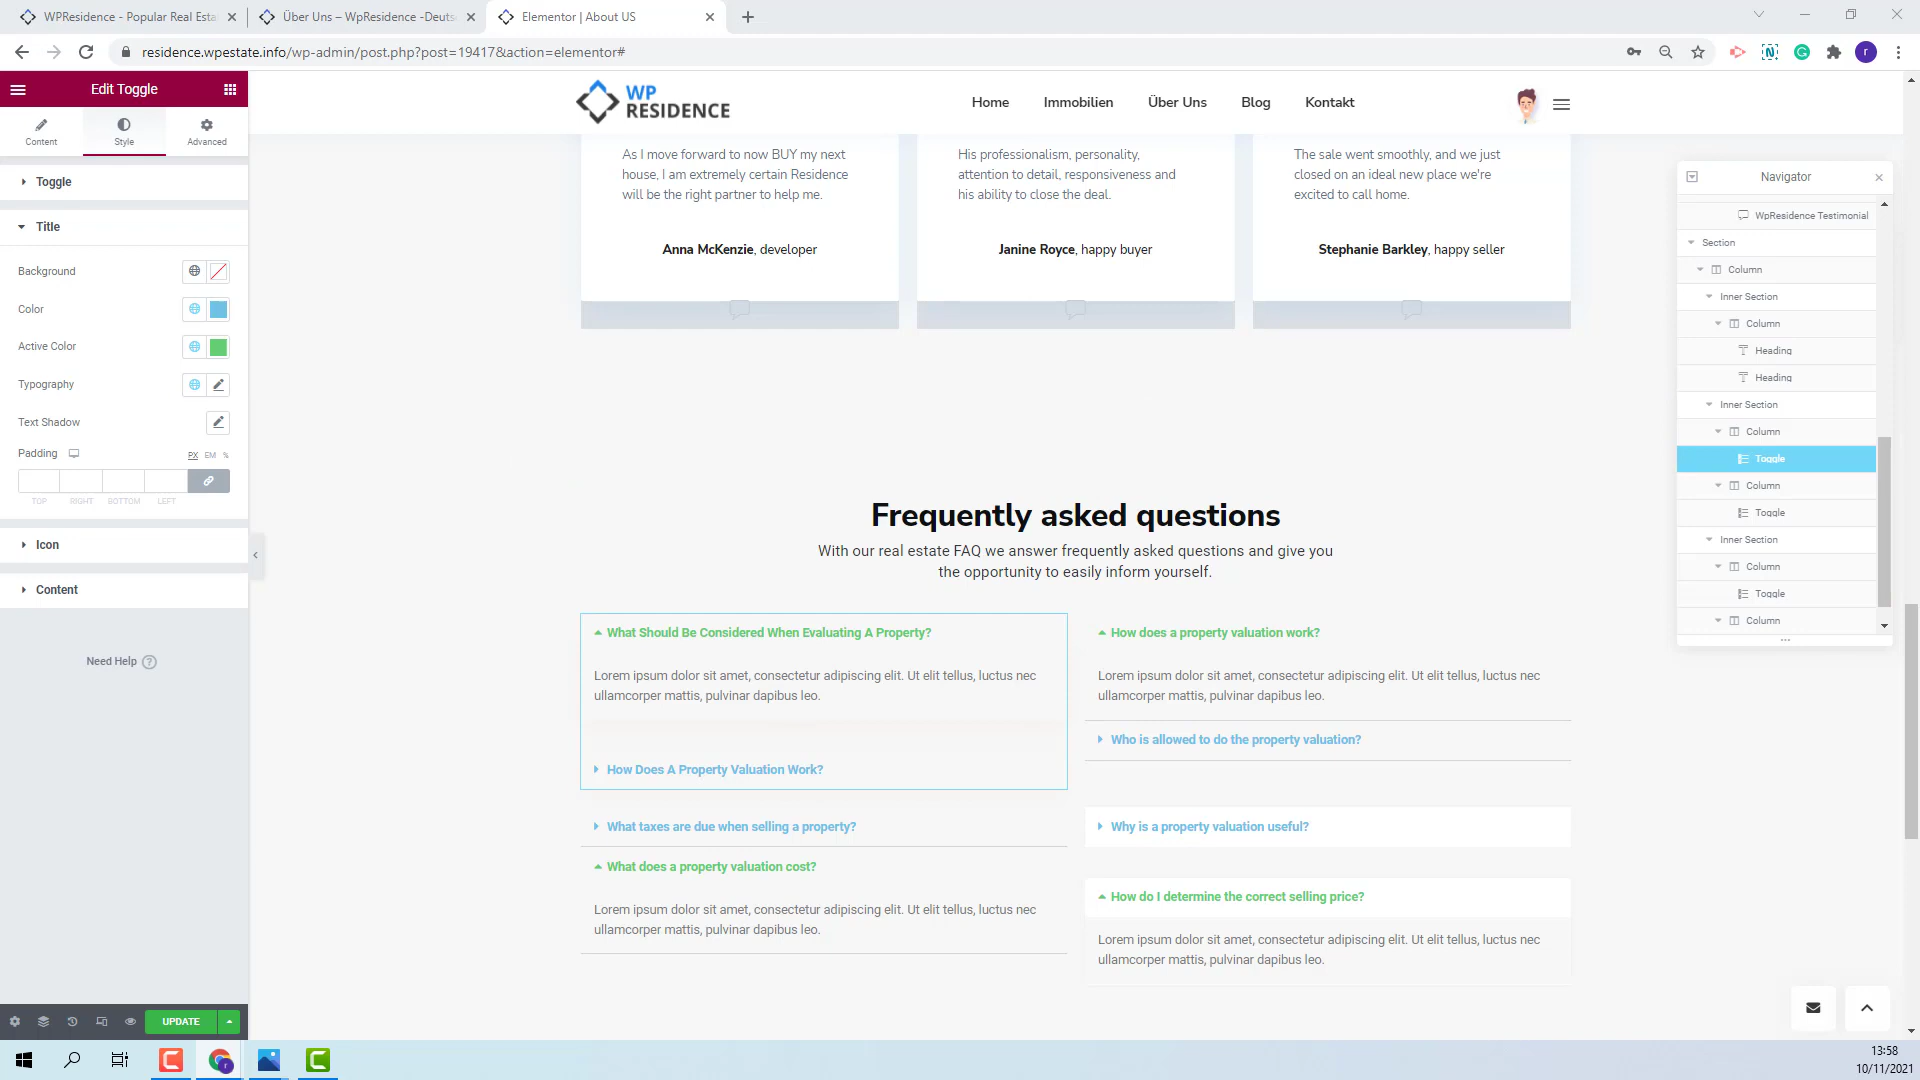 WPResidence - Popular Real Esta
Über Uns – WpResidence -Deuts
Elementor | About US
residence.wpestate.info/wp-admin/post.php?post=19417&action=elementor#
r
Edit Toggle
Content
Style
Advanced
Toggle
Title
Background
Color
Active Color
Typography
Text Shadow
Padding
PX EM %
TOP RIGHT BOTTOM LEFT
Icon
Content
Need Help ?
UPDATE
WP
RESIDENCE
Home
Immobilien
Über Uns
Blog
Kontakt
As I move forward to now BUY my next
house, I am extremely certain Residence
will be the right partner to help me.
Anna McKenzie, developer
His professionalism, personality,
attention to detail, responsiveness and
his ability to close the deal.
Janine Royce, happy buyer
The sale went smoothly, and we just
closed on an ideal new place we're
excited to call home.
Stephanie Barkley, happy seller
Frequently asked questions
With our real estate FAQ we answer frequently asked questions and give you
the opportunity to easily inform yourself.
What Should Be Considered When Evaluating A Property?
Lorem ipsum dolor sit amet, consectetur adipiscing elit. Ut elit tellus, luctus nec
ullamcorper mattis, pulvinar dapibus leo.
How Does A Property Valuation Work?
How does a property valuation work?
Lorem ipsum dolor sit amet, consectetur adipiscing elit. Ut elit tellus, luctus nec
ullamcorper mattis, pulvinar dapibus leo.
Who is allowed to do the property valuation?
What taxes are due when selling a property?
What does a property valuation cost?
Lorem ipsum dolor sit amet, consectetur adipiscing elit. Ut elit tellus, luctus nec
ullamcorper mattis, pulvinar dapibus leo.
Why is a property valuation useful?
How do I determine the correct selling price?
Lorem ipsum dolor sit amet, consectetur adipiscing elit. Ut elit tellus, luctus nec
ullamcorper mattis, pulvinar dapibus leo.
Navigator
WpResidence Testimonial
Section
Column
Inner Section
Column
Heading
Heading
Inner Section
Column
Toggle
Column
Toggle
Inner Section
Column
Toggle
Column
13:58
10/11/2021